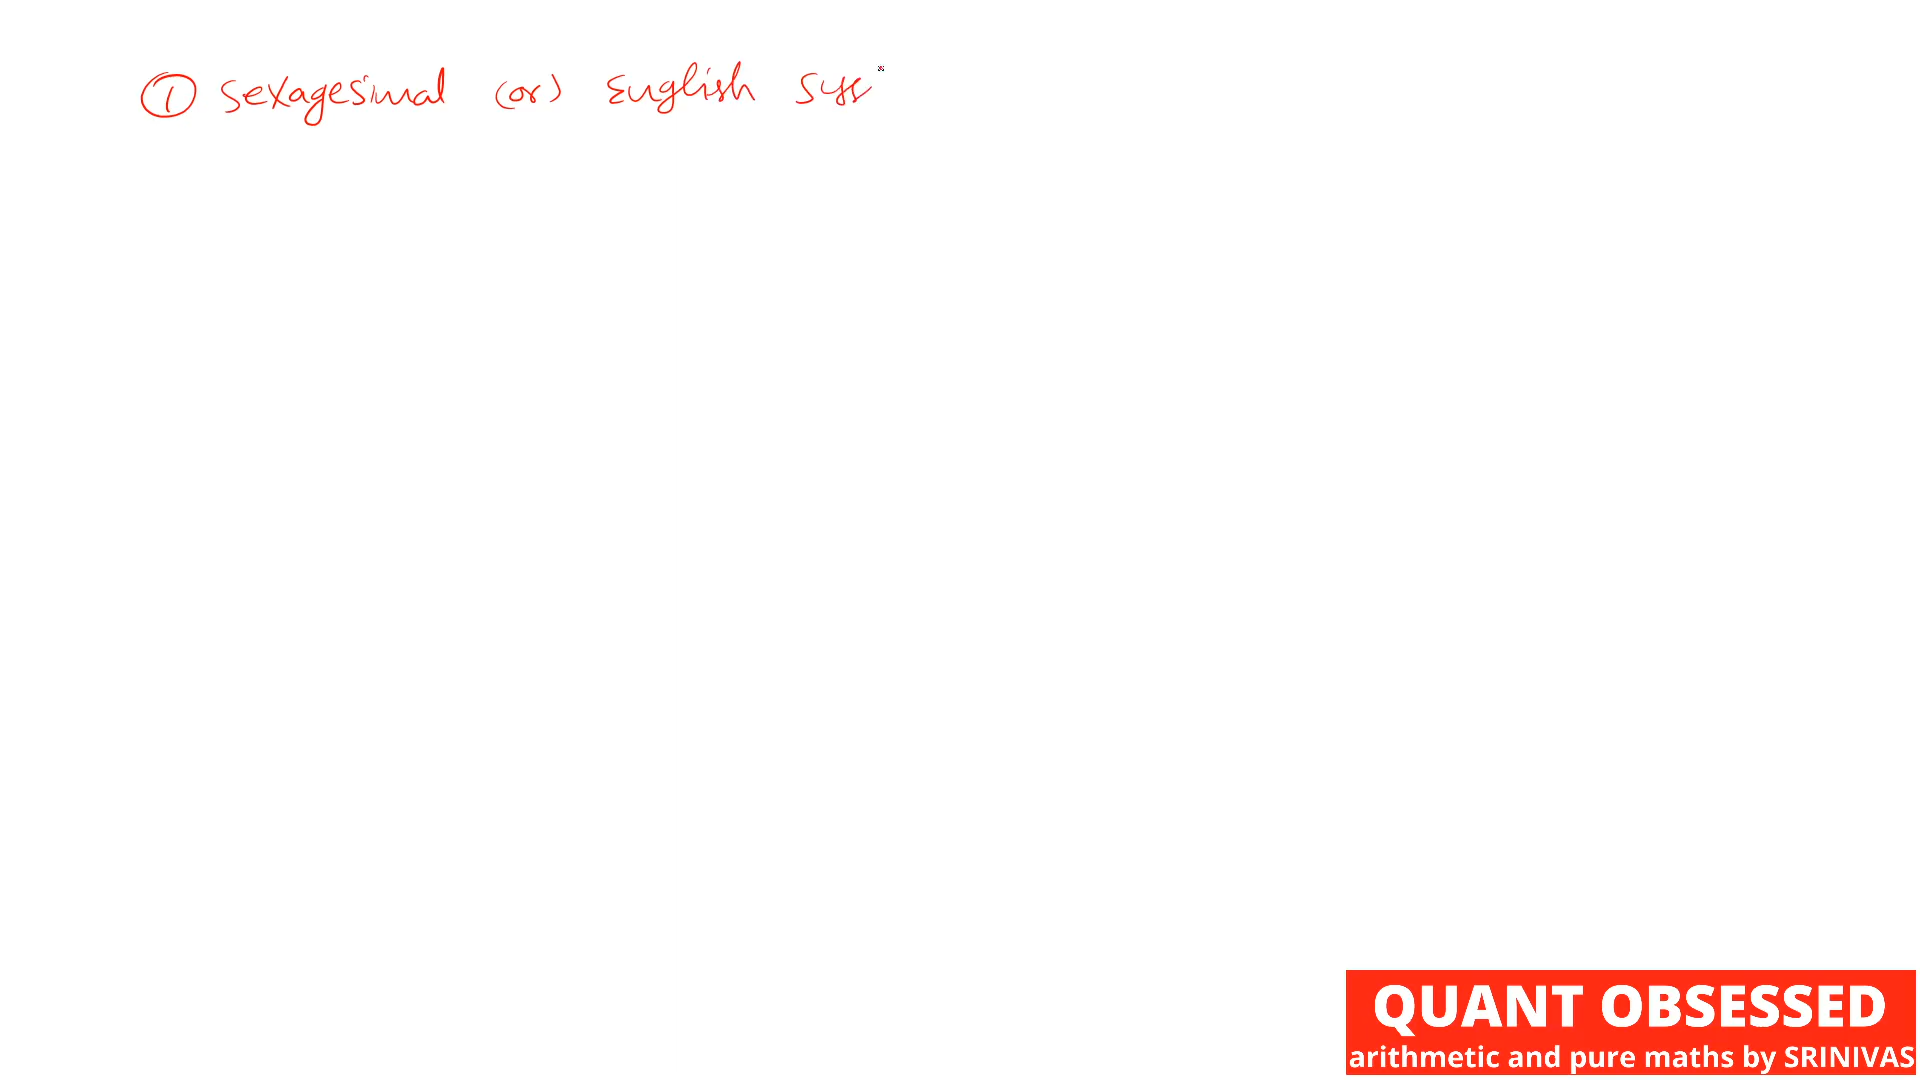 ① sexagesimal (or) English sys
QUANT OBSESSED
arithmetic and pure maths by SRINIVAS